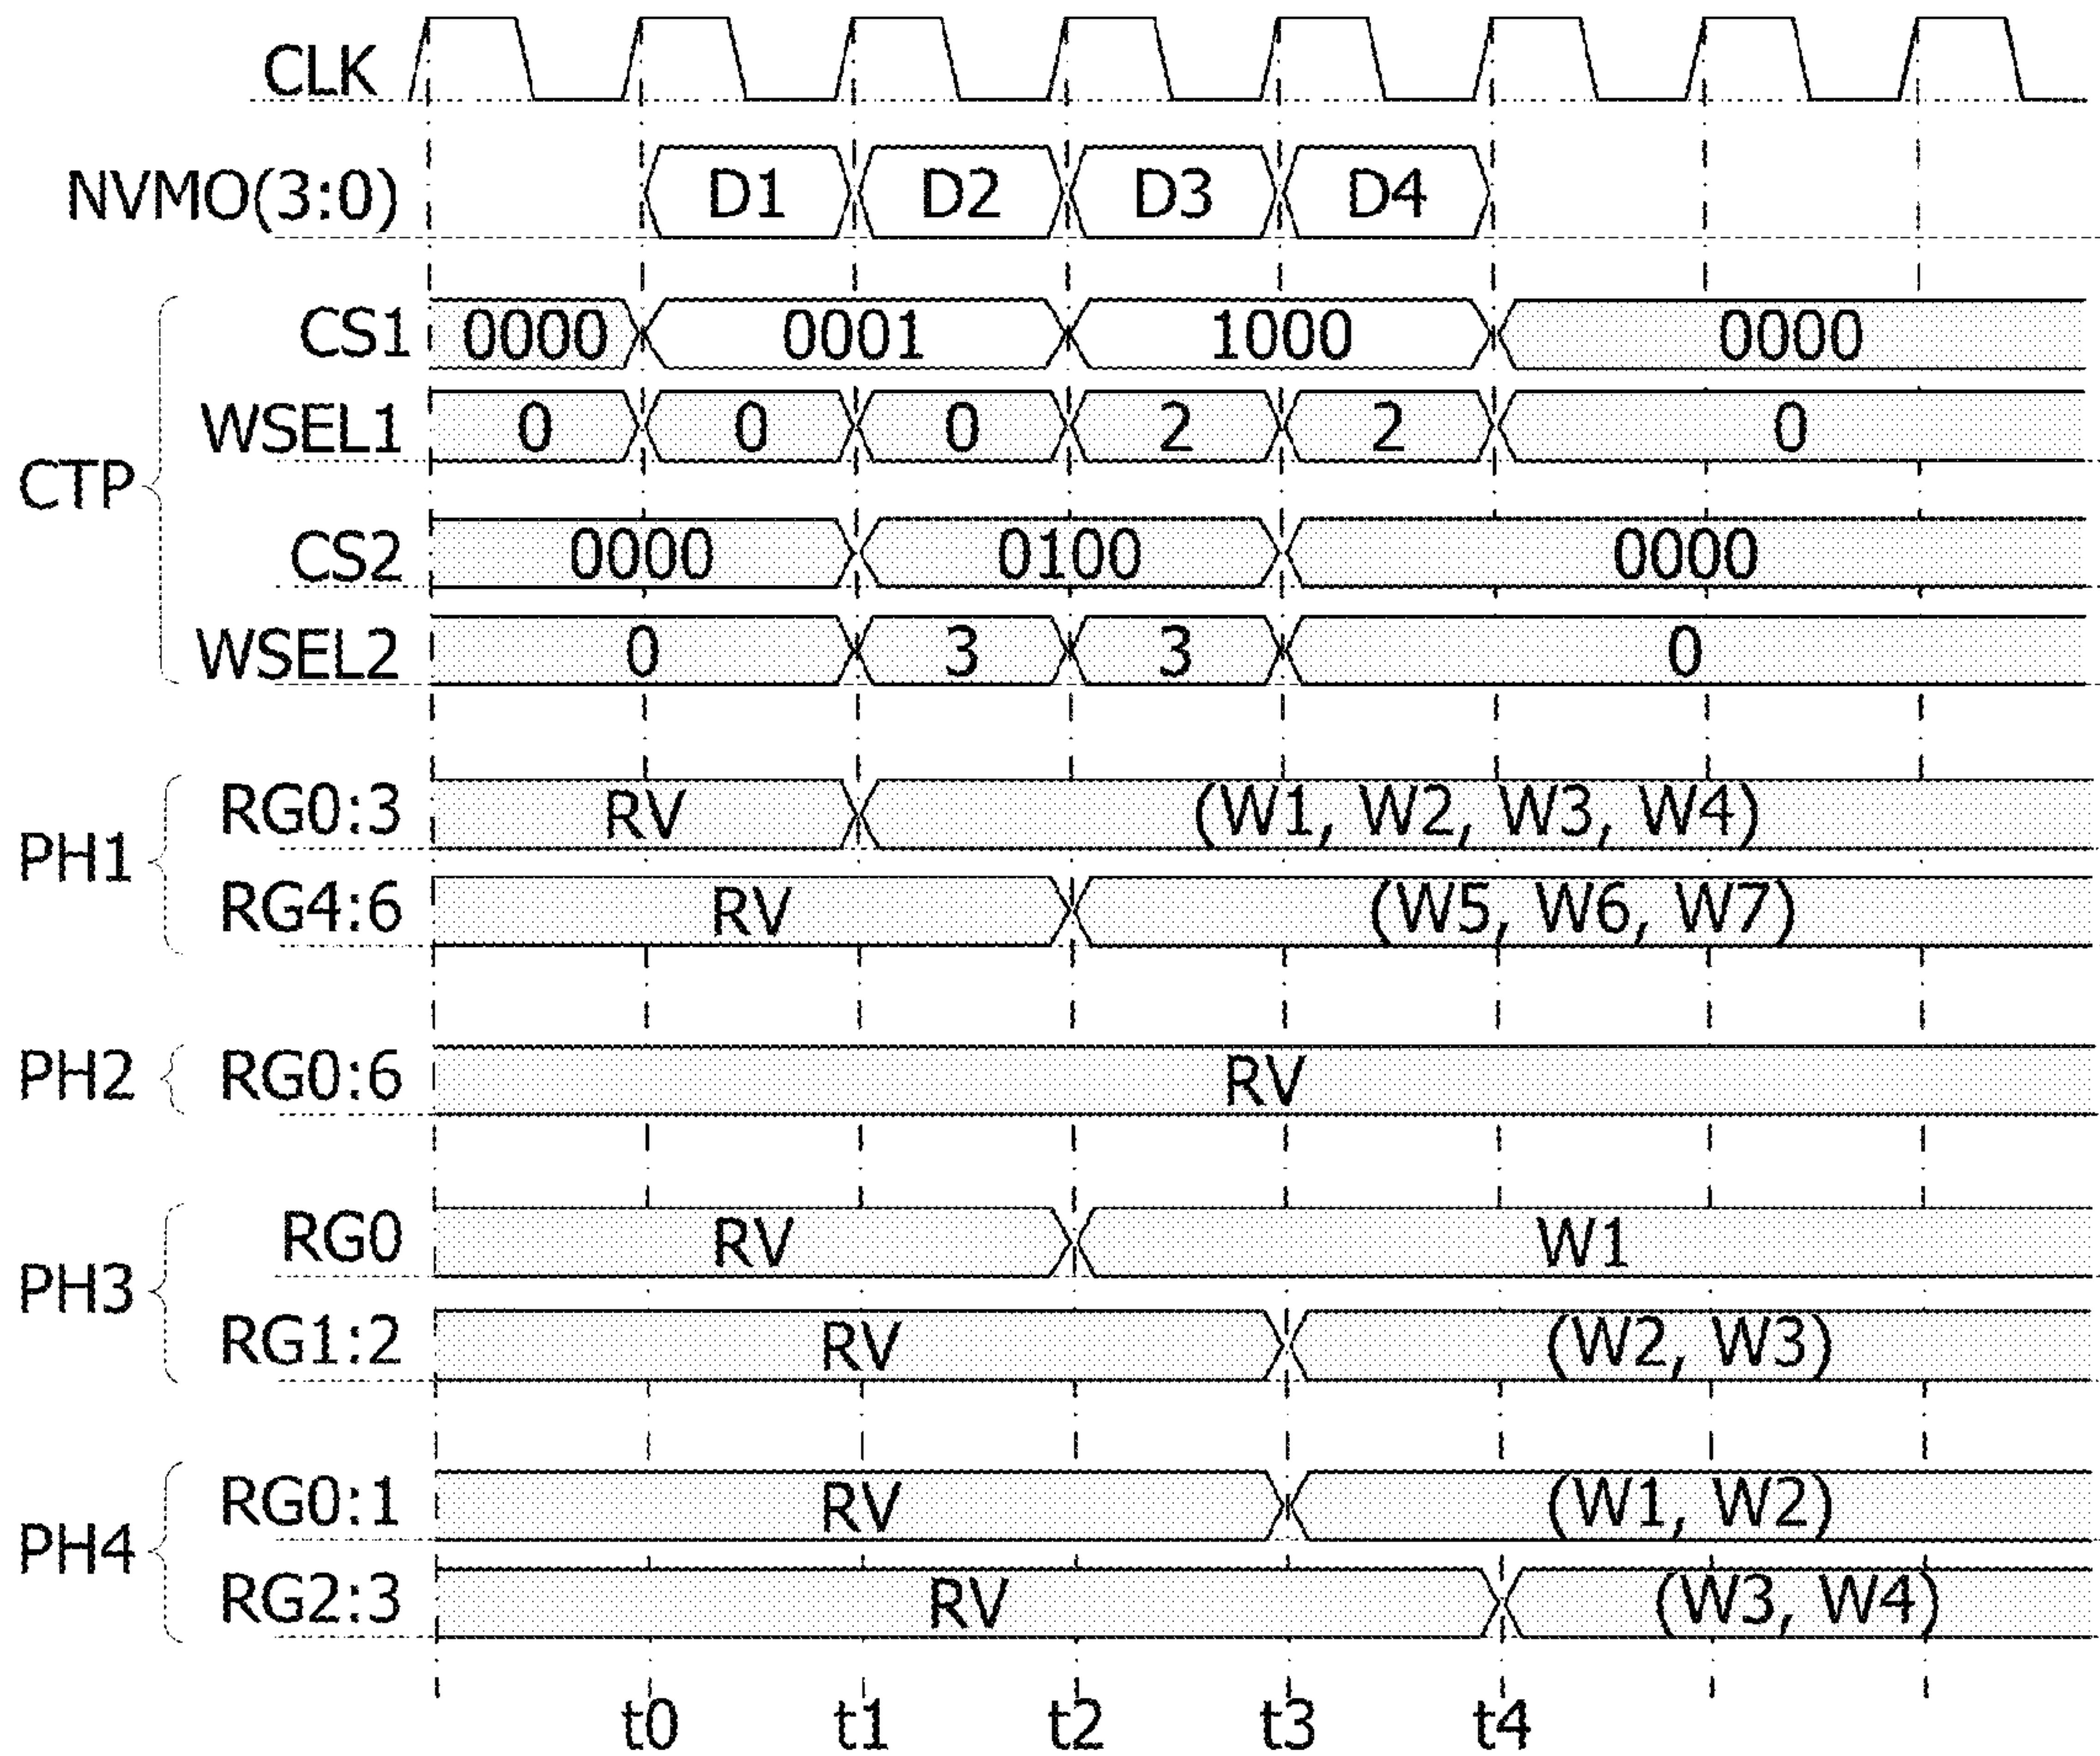 CLK
NVMO(3:0) D1 D2 D3 D4
CTP
CS1 0000 0001 1000 0000
WSEL1 0 0 0 2 2 0
CS2 0000 0100 0000
WSEL2 0 3 3 0
PH1
RG0:3 RV (W1, W2, W3, W4)
RG4:6 RV (W5, W6, W7)
PH2 RG0:6 RV
PH3
RG0 RV W1
RG1:2 RV (W2, W3)
PH4
RG0:1 RV (W1, W2)
RG2:3 RV (W3, W4)
t0 t1 t2 t3 t4